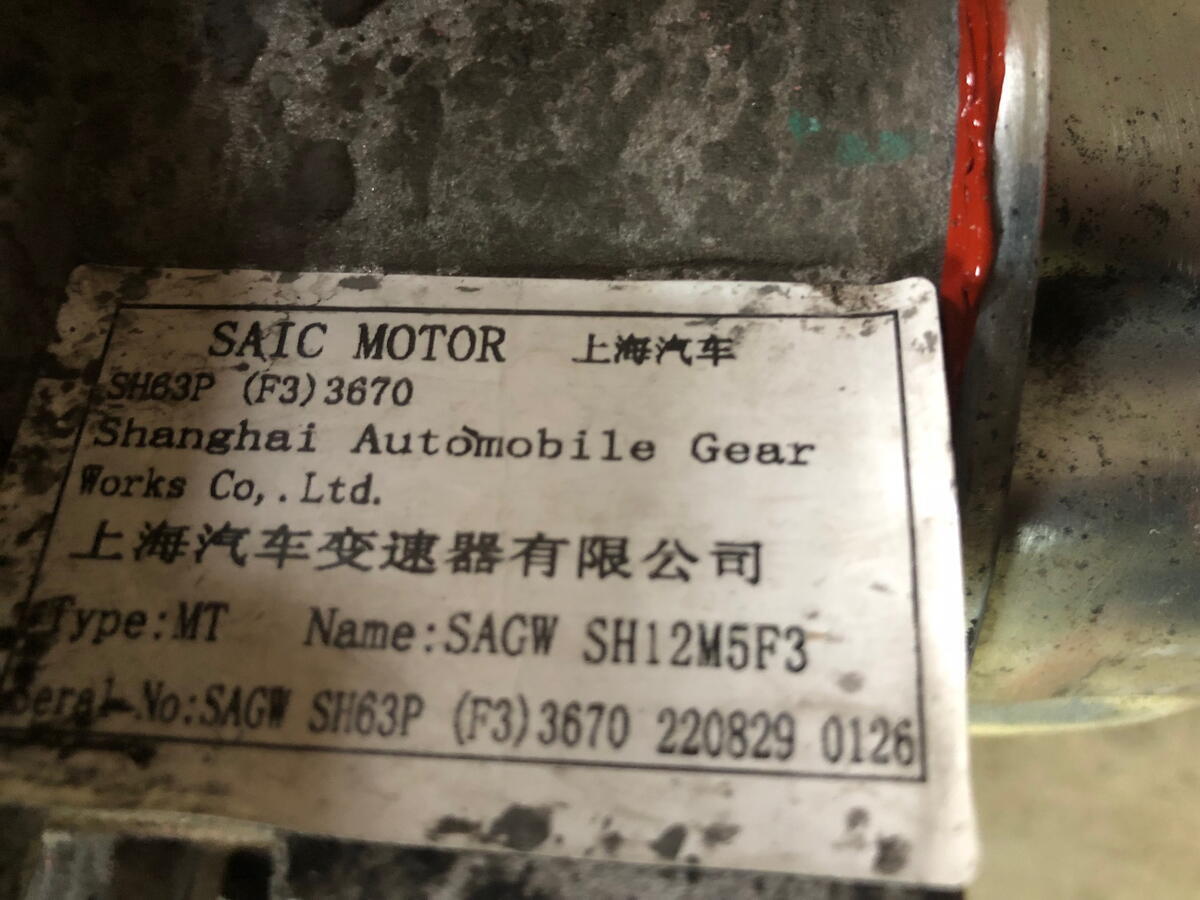 SAIC MOTOR 上海汽车
SH63P (F3)3670
Shanghai Automobile Gear
Works Co,.Ltd.
上海汽车变速器有限公司
Type:MT Name:SAGW SH12M5F3
Seral No:SAGW SH63P (F3)3670 220829 0126